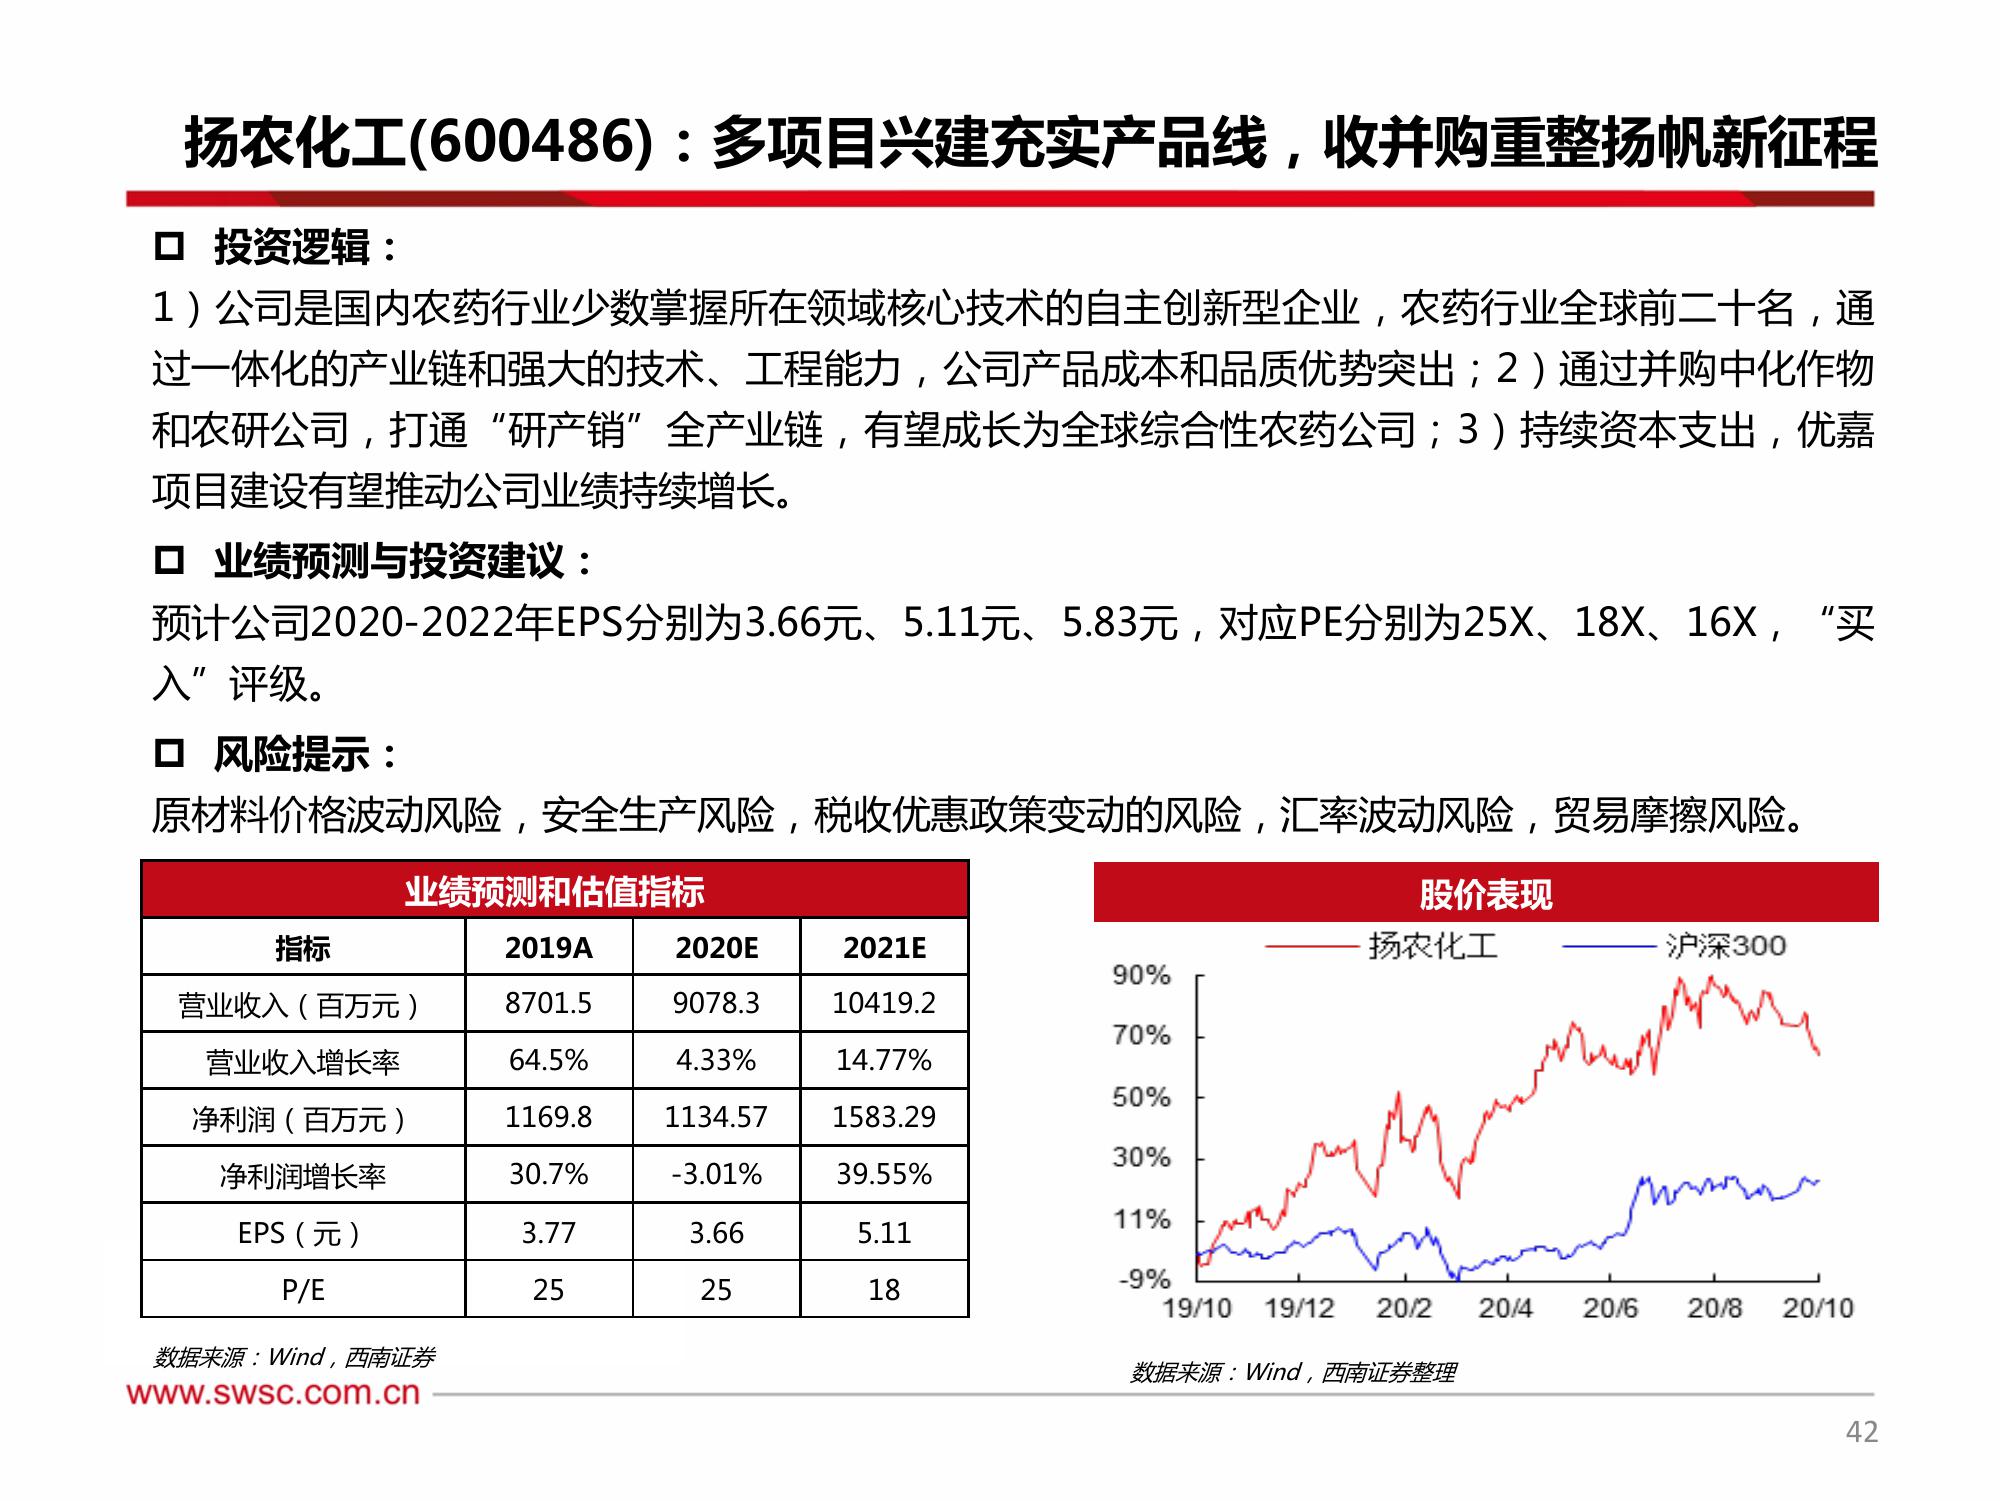 扬农化工(600486)：多项目兴建充实产品线，收并购重整扬帆新征程
投资逻辑：
1）公司是国内农药行业少数掌握所在领域核心技术的自主创新型企业，农药行业全球前二十名，通
过一体化的产业链和强大的技术、工程能力，公司产品成本和品质优势突出；2）通过并购中化作物
和农研公司，打通“研产销”全产业链，有望成长为全球综合性农药公司；3）持续资本支出，优嘉
项目建设有望推动公司业绩持续增长。
业绩预测与投资建议：
预计公司2020-2022年EPS分别为3.66元、5.11元、5.83元，对应PE分别为25X、18X、16X，“买
入”评级。
风险提示：
原材料价格波动风险，安全生产风险，税收优惠政策变动的风险，汇率波动风险，贸易摩擦风险。
业绩预测和估值指标
指标 2019A 2020E 2021E
营业收入（百万元） 8701.5 9078.3 10419.2
营业收入增长率 64.5% 4.33% 14.77%
净利润（百万元） 1169.8 1134.57 1583.29
净利润增长率 30.7% -3.01% 39.55%
EPS（元） 3.77 3.66 5.11
P/E 25 25 18
数据来源：Wind，西南证券
股价表现
扬农化工 沪深300
90%
70%
50%
30%
11%
-9%
19/10 19/12 20/2 20/4 20/6 20/8 20/10
数据来源：Wind，西南证券整理
www.swsc.com.cn
42